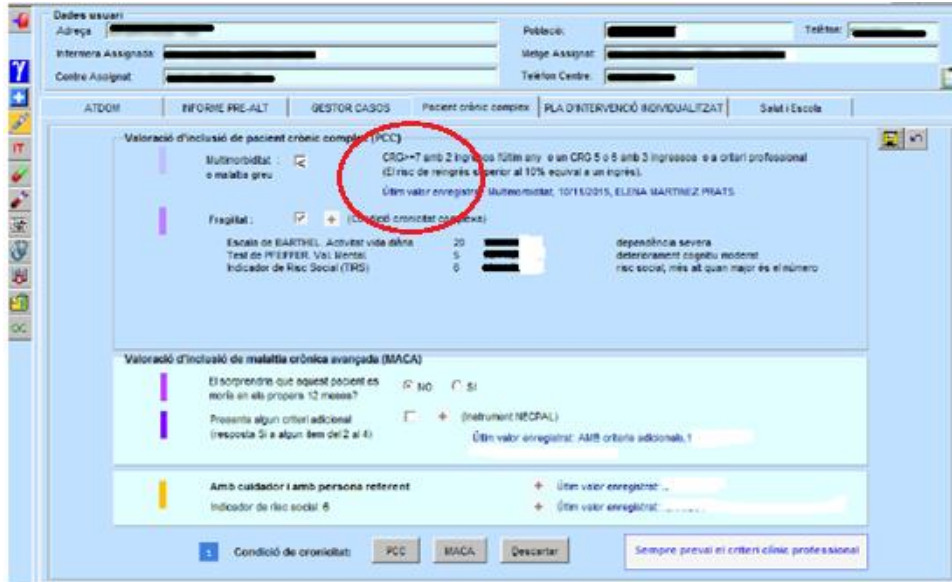 Dades usuari
Adreça
Població:
Telèfon:
Infermera Assignada:
Metge Assignat:
Centre Assignat:
Telèfon Centre:
ATDOM
INFORME PRE-ALT
GESTOR CASOS
Pacient crònic complex
PLA D'INTERVENCIÓ INDIVIDUALITZAT
Salut i Escola
Valoració d'inclusió de pacient crònic complex (PCC)
Multimorbiditat :
o malaltia greu
CRG>=7 amb 2 ingresos l'últim any o un CRG 5 o 6 amb 3 ingressos o a criteri professional
(El risc de reingrés superior al 10% equival a un ingrés).
Últim valor enregistrat: Multimorbiditat, 10/11/2015, ELENA MARTINEZ PRATS
Fragilitat :
+ (Condició cronicitat complexa)
Escala de BARTHEL. Activitat vida diària 20 dependència severa
Test de PFEIFFER. Val. Mental 5 deteriorament cognitiu moderat
Indicador de Risc Social (TIRS) 6 risc social, més alt quan major és el número
Valoració d'inclusió de malaltia crònica avançada (MACA)
El sorprendria que aquest pacient es
morís en els propers 12 mesos?
NO SI
Presenta algun criteri adicional
(resposta Si a algun ítem del 2 al 4)
+ (Instrument NECPAL)
Últim valor enregistrat: AMB criteris adicionals,1
Amb cuidador i amb persona referent
+ Últim valor enregistrat:
Indicador de risc social: 6
+ Últim valor enregistrat:
1 Condició de cronicitat: PCC MACA Descartar
Sempre preval el criteri clínic professional
IT
OC
γ